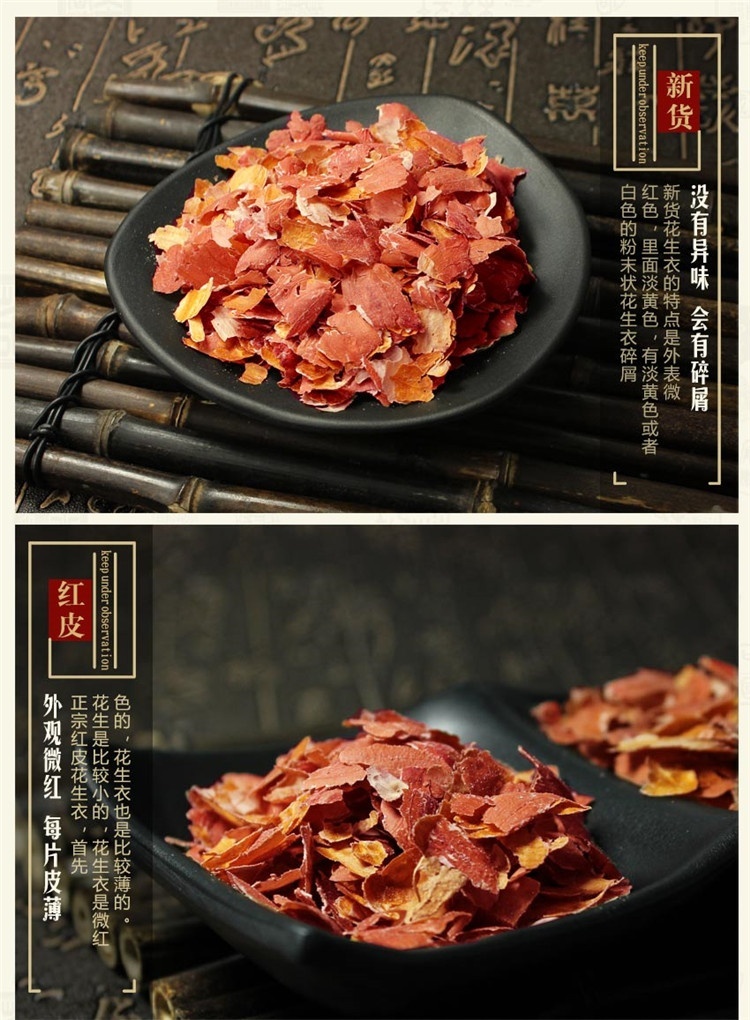 新货
keep under observation
没有异味 会有碎屑
新货花生衣的特点是外表微
红色,里面淡黄色,有淡黄色或者
白色的粉末状花生衣碎屑
红皮
keep under observation
外观微红 每片皮薄
正宗红皮花生衣,首先
花生是比较小的,花生衣是微红
色的,花生衣也是比较薄的。